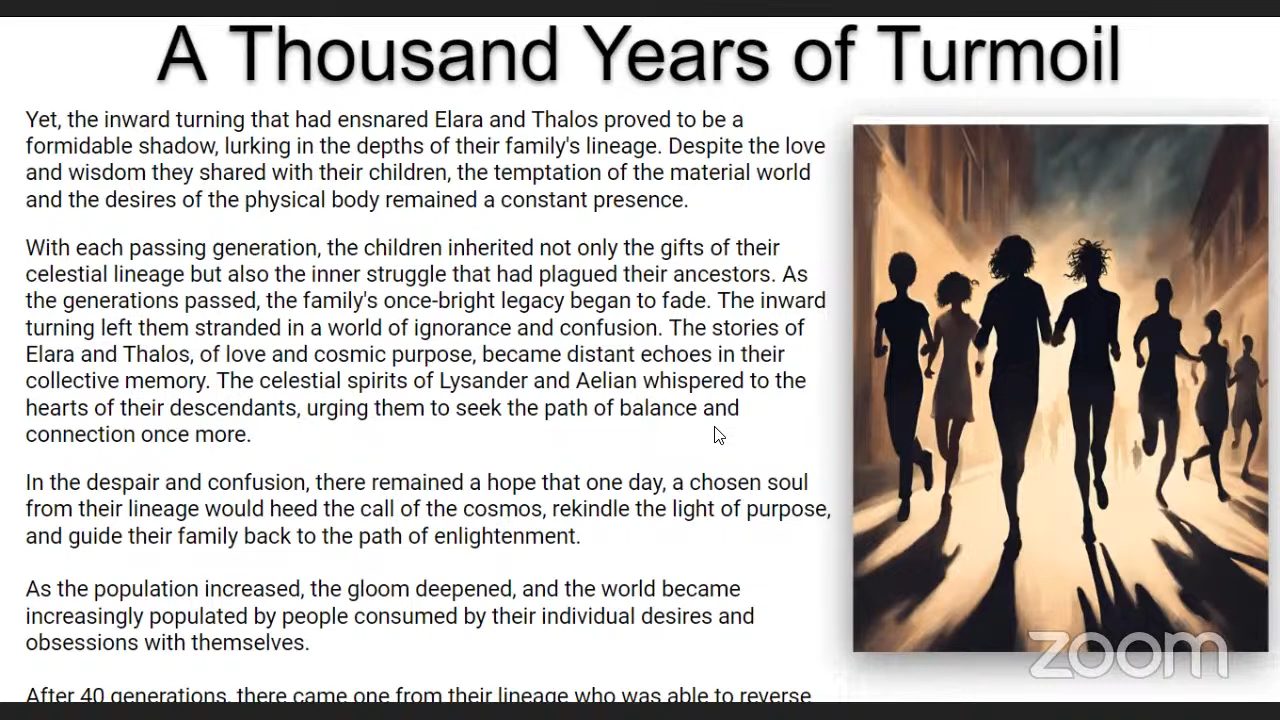 A Thousand Years of Turmoil
Yet, the inward turning that had ensnared Elara and Thalos proved to be a
formidable shadow, lurking in the depths of their family's lineage. Despite the love
and wisdom they shared with their children, the temptation of the material world
and the desires of the physical body remained a constant presence.
With each passing generation, the children inherited not only the gifts of their
celestial lineage but also the inner struggle that had plagued their ancestors. As
the generations passed, the family's once-bright legacy began to fade. The inward
turning left them stranded in a world of ignorance and confusion. The stories of
Elara and Thalos, of love and cosmic purpose, became distant echoes in their
collective memory. The celestial spirits of Lysander and Aelian whispered to the
hearts of their descendants, urging them to seek the path of balance and
connection once more.
In the despair and confusion, there remained a hope that one day, a chosen soul
from their lineage would heed the call of the cosmos, rekindle the light of purpose,
and guide their family back to the path of enlightenment.
As the population increased, the gloom deepened, and the world became
increasingly populated by people consumed by their individual desires and
obsessions with themselves.
After 40 generations, there came one from their lineage who was able to reverse
zoom